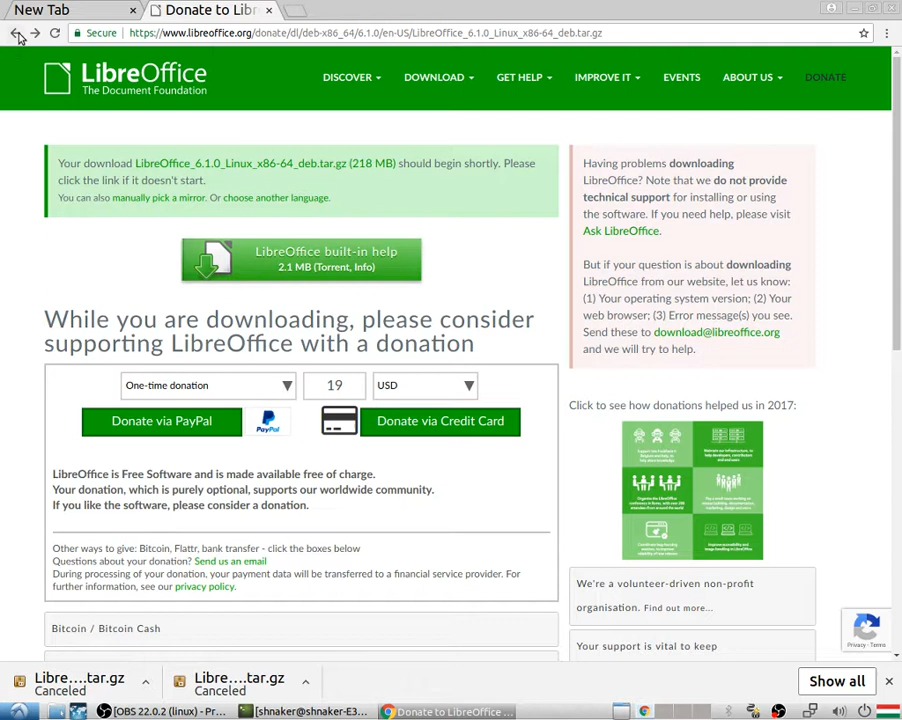 New Tab
Donate to Libr
Secure
https://www.libreoffice.org/donate/dl/deb-x86_64/6.1.0/en-US/LibreOffice_6.1.0_Linux_x86-64_deb.tar.gz
LibreOffice
The Document Foundation
DISCOVER
DOWNLOAD
GET HELP
IMPROVE IT
EVENTS
ABOUT US
DONATE
Your download LibreOffice_6.1.0_Linux_x86-64_deb.tar.gz (218 MB) should begin shortly. Please
click the link if it doesn't start.
You can also manually pick a mirror. Or choose another language.
LibreOffice built-in help
2.1 MB (Torrent, Info)
While you are downloading, please consider
supporting LibreOffice with a donation
One-time donation
19
USD
Donate via PayPal
PayPal
Donate via Credit Card
LibreOffice is Free Software and is made available free of charge.
Your donation, which is purely optional, supports our worldwide community.
If you like the software, please consider a donation.
Other ways to give: Bitcoin, Flattr, bank transfer - click the boxes below
Questions about your donation? Send us an email
During processing of your donation, your payment data will be transferred to a financial service provider. For
further information, see our privacy policy.
Bitcoin / Bitcoin Cash
Having problems downloading
LibreOffice? Note that we do not provide
technical support for installing or using
the software. If you need help, please visit
Ask LibreOffice.
But if your question is about downloading
LibreOffice from our website, let us know:
(1) Your operating system version; (2) Your
web browser; (3) Error message(s) you see.
Send these to download@libreoffice.org
and we will try to help.
Click to see how donations helped us in 2017:
We're a volunteer-driven non-profit
organisation. Find out more...
Your support is vital to keep
Privacy - Terms
Libre....tar.gz
Canceled
Libre....tar.gz
Canceled
Show all
[OBS 22.0.2 (linux) - Pr...
[shnaker@shnaker-E3...
Donate to LibreOffice ...